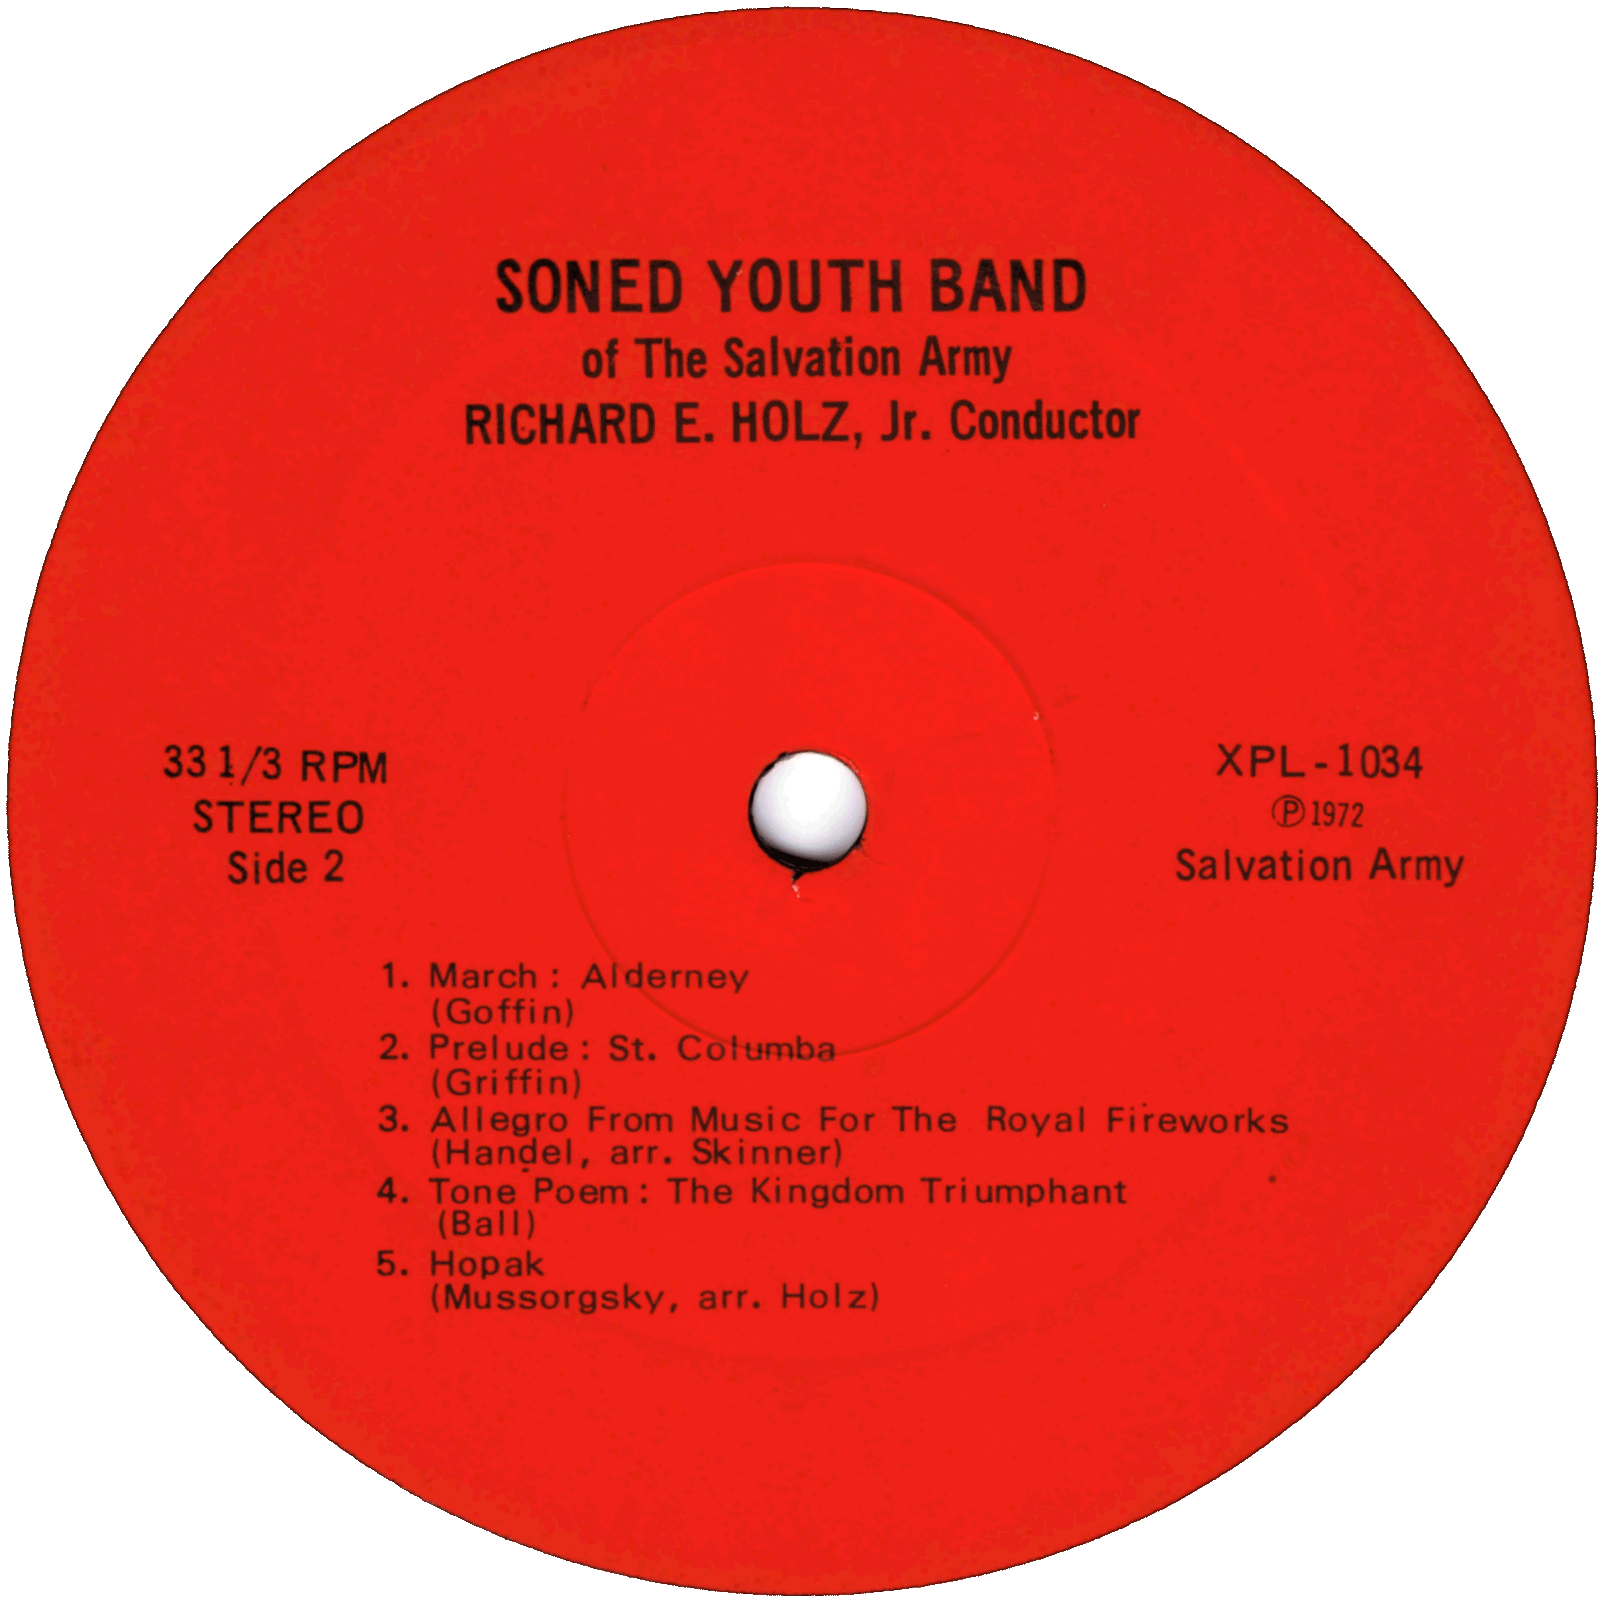 SONED YOUTH BAND
of The Salvation Army
RICHARD E. HOLZ, Jr. Conductor
33 1/3 RPM
STEREO
Side 2
XPL-1034
Ⓟ 1972
Salvation Army
1. March: Alderney
(Goffin)
2. Prelude: St. Columba
(Griffin)
3. Allegro From Music For The Royal Fireworks
(Handel, arr. Skinner)
4. Tone Poem: The Kingdom Triumphant
(Ball)
5. Hopak
(Mussorgsky, arr. Holz)